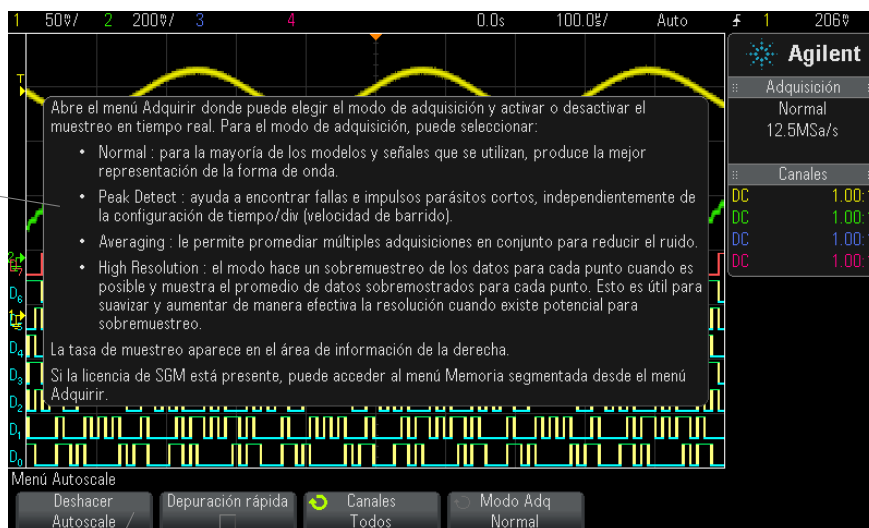 1 50▿/ 2 200▿/ 3 4 0.0s 100.0▿/ Auto 1 206▿
Agilent
Adquisición
Normal
12.5MSa/s
Canales
DC 1.00:
DC 1.00:
DC 1.00:
DC 1.00:
T
Abre el menú Adquirir donde puede elegir el modo de adquisición y activar o desactivar el
muestreo en tiempo real. Para el modo de adquisición, puede seleccionar:
• Normal : para la mayoría de los modelos y señales que se utilizan, produce la mejor
representación de la forma de onda.
• Peak Detect : ayuda a encontrar fallas e impulsos parásitos cortos, independientemente de
la configuración de tiempo/div (velocidad de barrido).
• Averaging : le permite promediar múltiples adquisiciones en conjunto para reducir el ruido.
• High Resolution : el modo hace un sobremuestreo de los datos para cada punto cuando es
posible y muestra el promedio de datos sobremostrados para cada punto. Esto es útil para
suavizar y aumentar de manera efectiva la resolución cuando existe potencial para
sobremuestreo.
La tasa de muestreo aparece en el área de información de la derecha.
Si la licencia de SGM está presente, puede acceder al menú Memoria segmentada desde el menú
Adquirir.
D6
D4
D3
D2
D1
D0
Menú Autoscale
Deshacer
Autoscale
Depuración rápida
Canales
Todos
Modo Adq
Normal